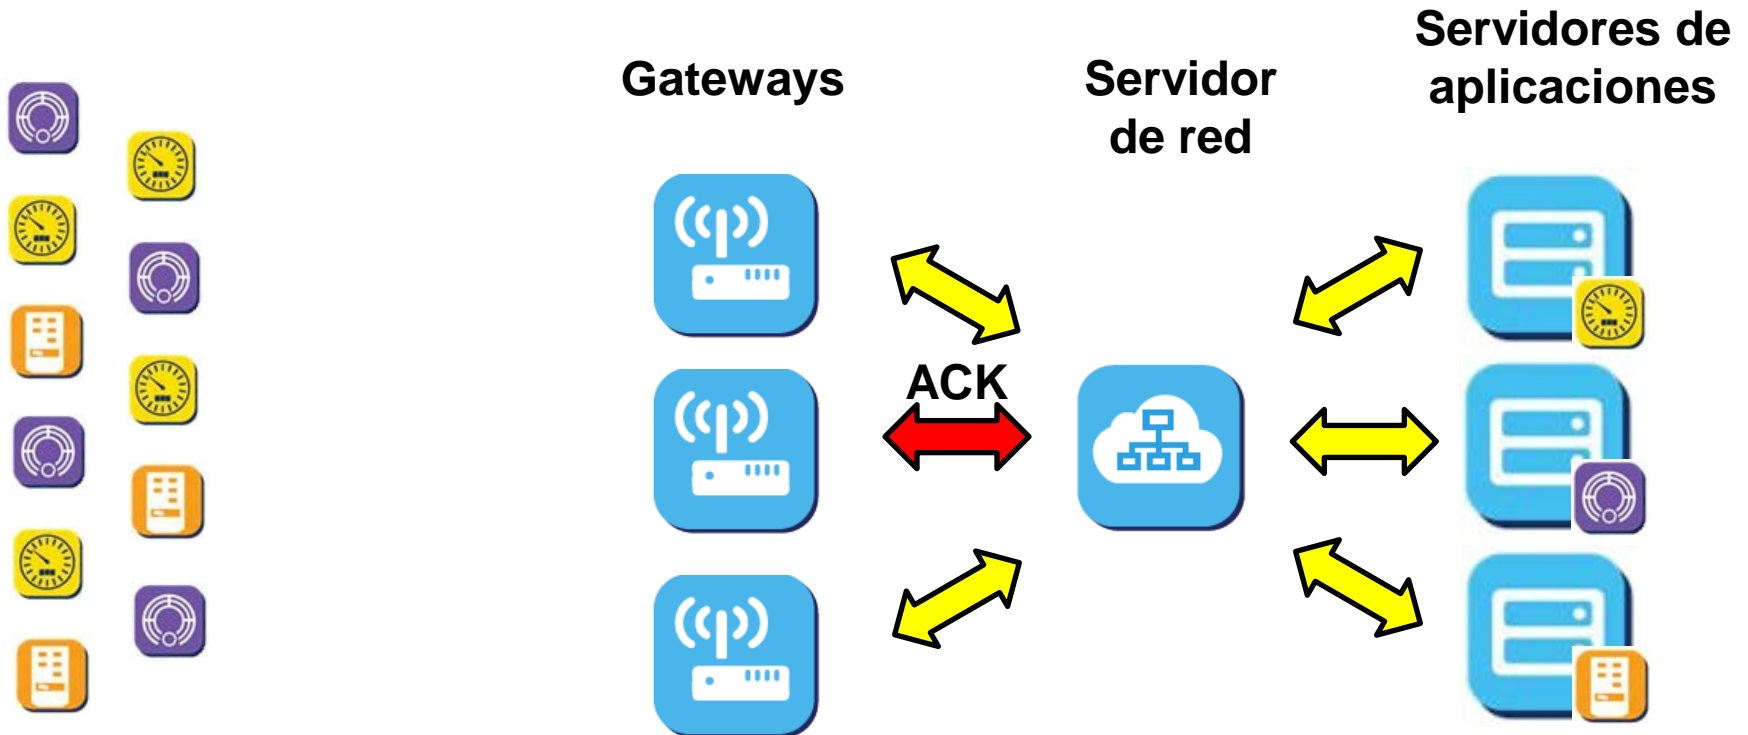 Gateways
Servidor
de red
Servidores de
aplicaciones
ACK